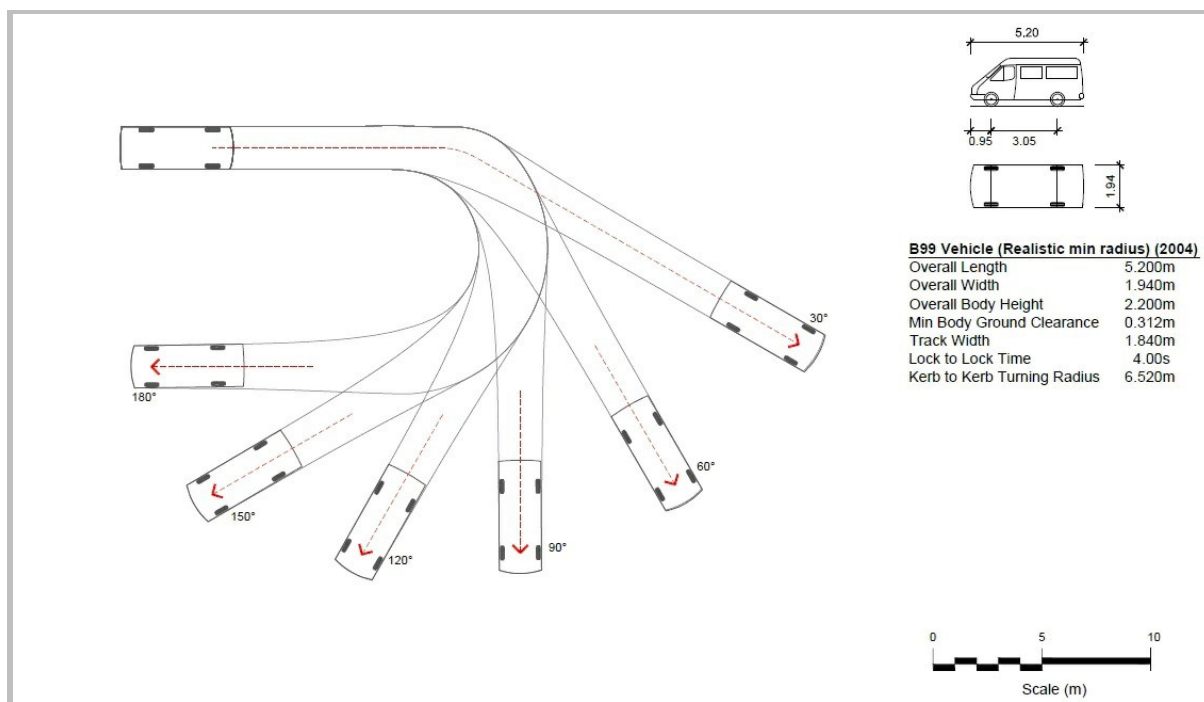 5.20
0.95 3.05
1.94
B99 Vehicle (Realistic min radius) (2004)
Overall Length 5.200m
Overall Width 1.940m
Overall Body Height 2.200m
Min Body Ground Clearance 0.312m
Track Width 1.840m
Lock to Lock Time 4.00s
Kerb to Kerb Turning Radius 6.520m
30°
60°
90°
120°
150°
180°
0 5 10
Scale (m)